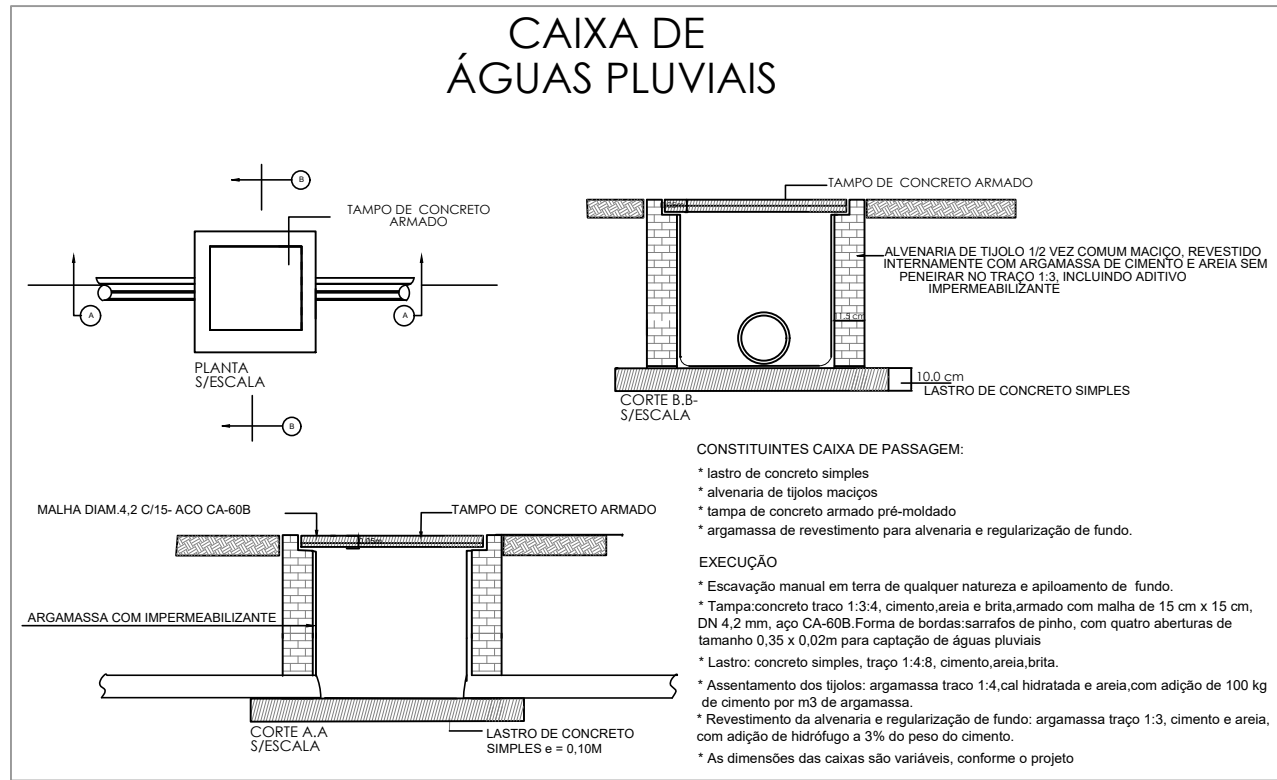 CAIXA DE
ÁGUAS PLUVIAIS
B
TAMPO DE CONCRETO
ARMADO
A
A
PLANTA
S/ESCALA
B
TAMPO DE CONCRETO ARMADO
ALVENARIA DE TIJOLO 1/2 VEZ COMUM MACIÇO, REVESTIDO
INTERNAMENTE COM ARGAMASSA DE CIMENTO E AREIA SEM
PENEIRAR NO TRAÇO 1:3, INCLUINDO ADITIVO
IMPERMEABILIZANTE
11.5 cm
10.0 cm
LASTRO DE CONCRETO SIMPLES
CORTE B.B-
S/ESCALA
MALHA DIAM.4,2 C/15- ACO CA-60B
TAMPO DE CONCRETO ARMADO
0.05m
ARGAMASSA COM IMPERMEABILIZANTE
CORTE A.A
S/ESCALA
LASTRO DE CONCRETO
SIMPLES e = 0,10M
CONSTITUINTES CAIXA DE PASSAGEM:
* lastro de concreto simples
* alvenaria de tijolos maciços
* tampa de concreto armado pré-moldado
* argamassa de revestimento para alvenaria e regularização de fundo.
EXECUÇÃO
* Escavação manual em terra de qualquer natureza e apiloamento de fundo.
* Tampa:concreto traco 1:3:4, cimento,areia e brita,armado com malha de 15 cm x 15 cm,
DN 4,2 mm, aço CA-60B.Forma de bordas:sarrafos de pinho, com quatro aberturas de
tamanho 0,35 x 0,02m para captação de águas pluviais
* Lastro: concreto simples, traço 1:4:8, cimento,areia,brita.
* Assentamento dos tijolos: argamassa traco 1:4,cal hidratada e areia,com adição de 100 kg
de cimento por m3 de argamassa.
* Revestimento da alvenaria e regularização de fundo: argamassa traço 1:3, cimento e areia,
com adição de hidrófugo a 3% do peso do cimento.
* As dimensões das caixas são variáveis, conforme o projeto